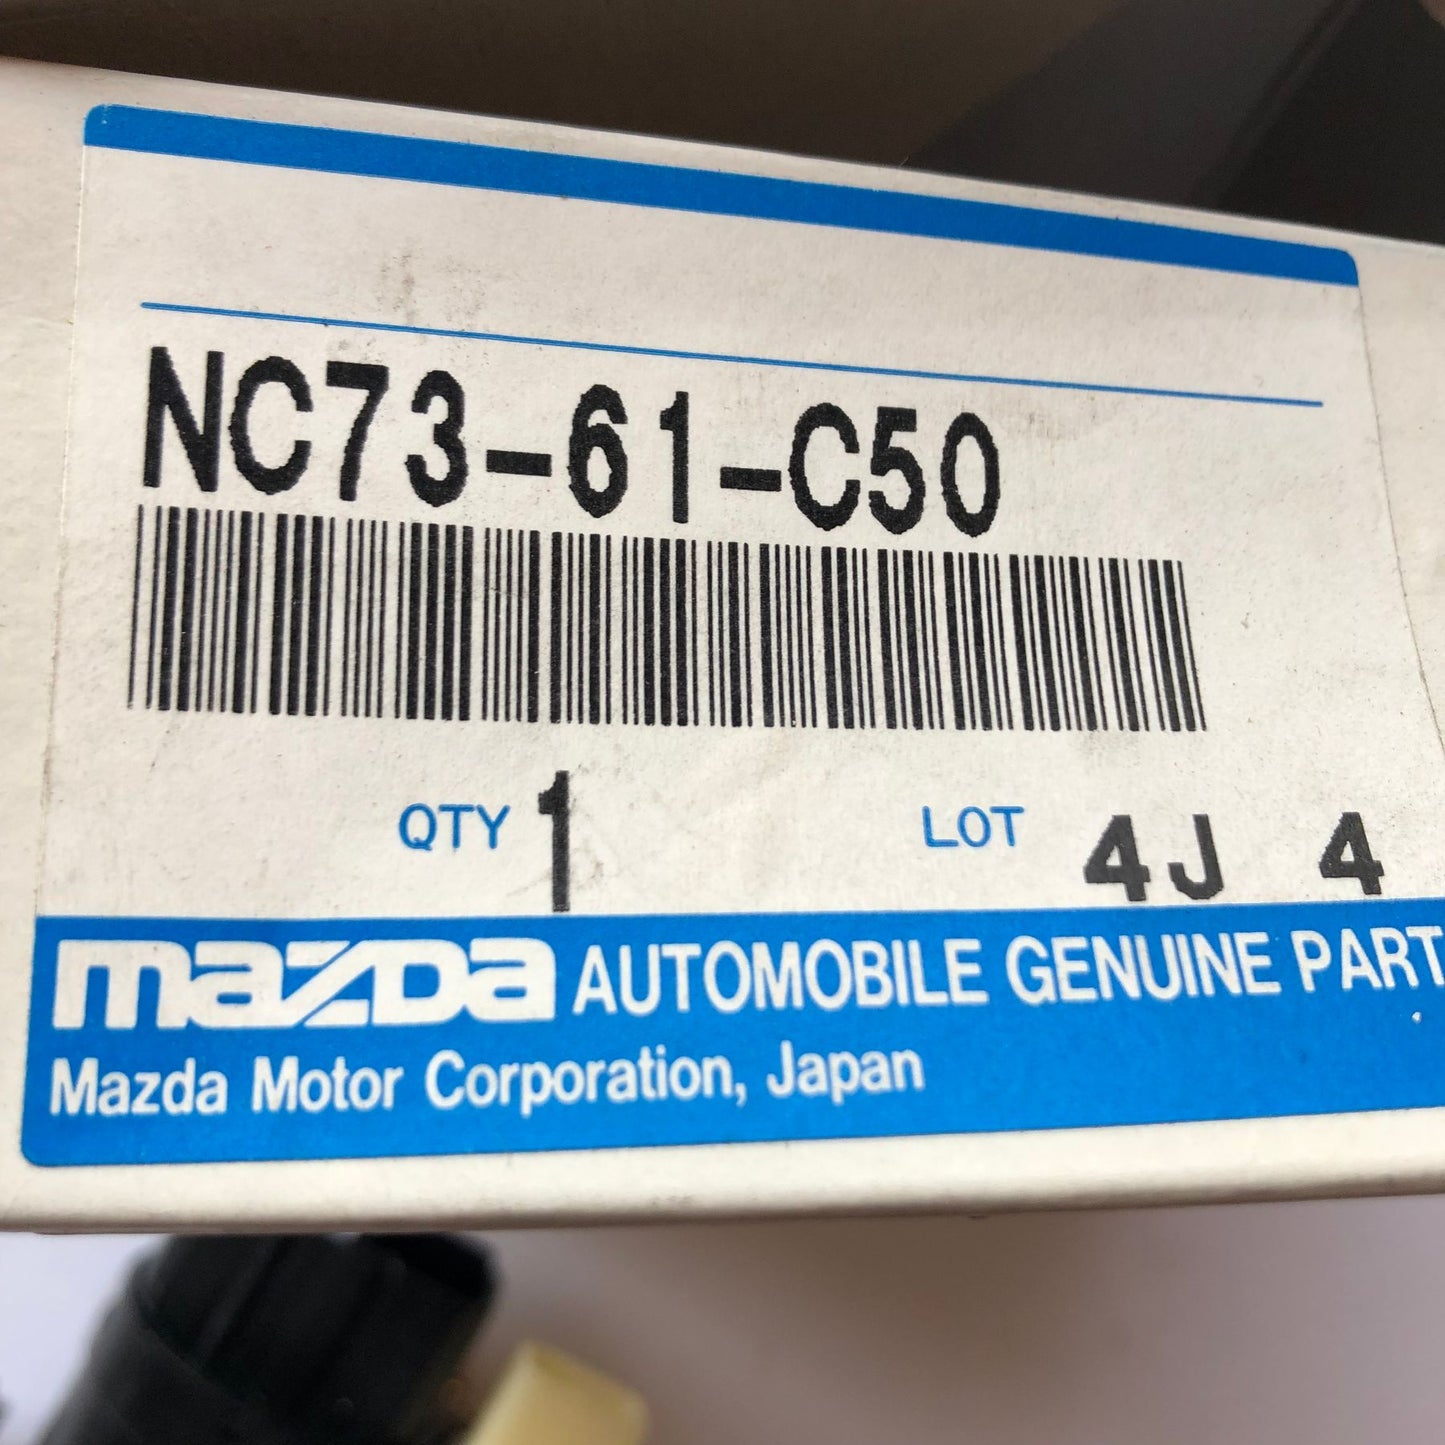 NC73-61-C50
QTY 1 LOT 4J 4
mazda AUTOMOBILE GENUINE PART
Mazda Motor Corporation, Japan